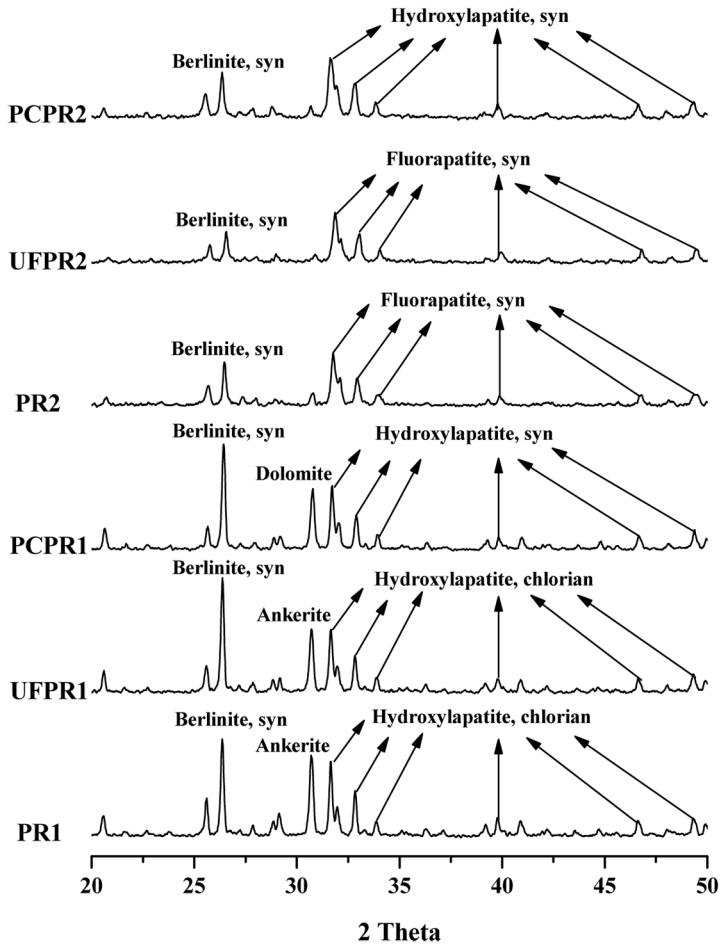 Hydroxylapatite, syn
Berlinite, syn
PCPR2
Fluorapatite, syn
Berlinite, syn
UFPR2
Fluorapatite, syn
Berlinite, syn
PR2
Berlinite, syn
Hydroxylapatite, syn
Dolomite
PCPR1
Berlinite, syn
Hydroxylapatite, chlorian
Ankerite
UFPR1
Berlinite, syn
Hydroxylapatite, chlorian
Ankerite
PR1
20 25 30 35 40 45 50
2 Theta